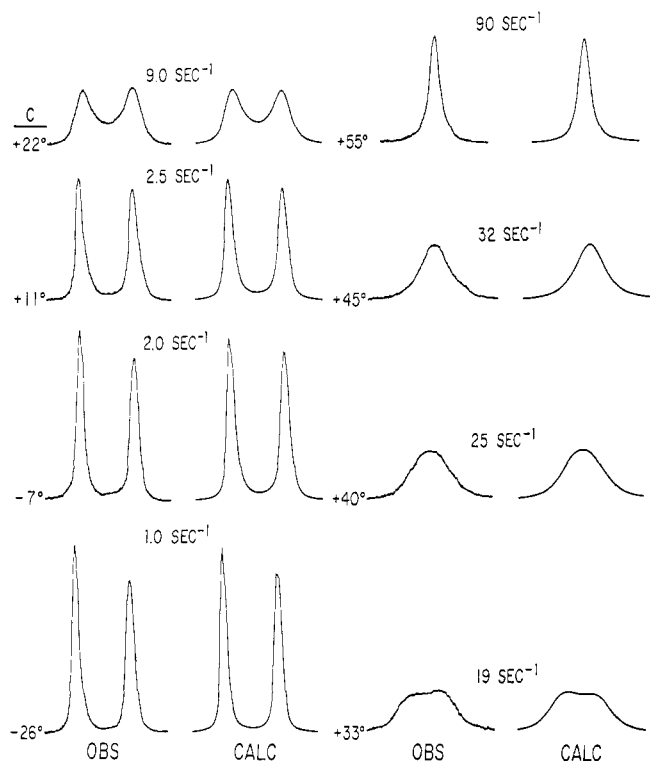 C
9.0 SEC⁻¹
+22°
2.5 SEC⁻¹
+11°
2.0 SEC⁻¹
-7°
1.0 SEC⁻¹
-26°
OBS CALC
90 SEC⁻¹
+55°
32 SEC⁻¹
+45°
25 SEC⁻¹
+40°
19 SEC⁻¹
+33°
OBS CALC